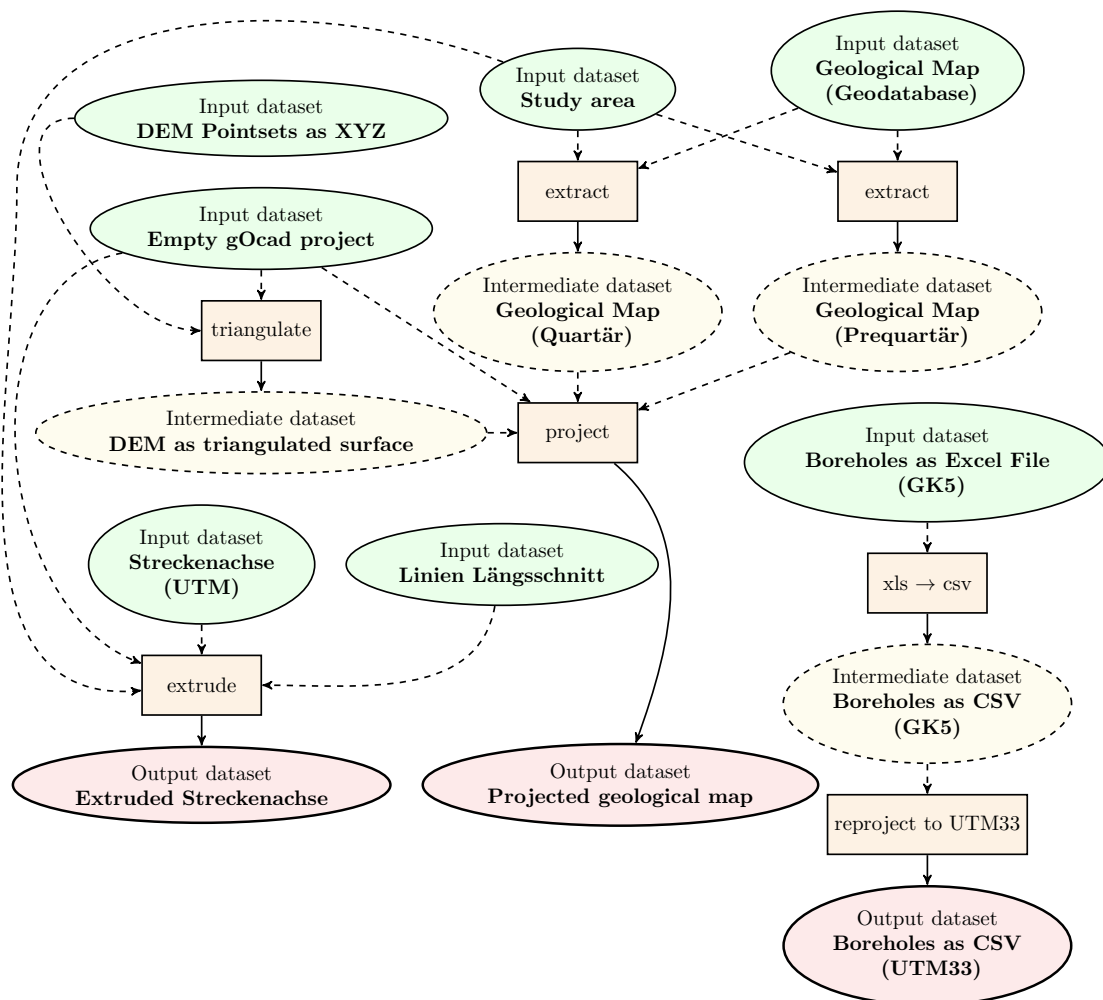 Input dataset
Geological Map
(Geodatabase)
Input dataset
Study area
Input dataset
DEM Pointsets as XYZ
extract
extract
Input dataset
Empty gOcad project
Intermediate dataset
Geological Map
(Quartär)
Intermediate dataset
Geological Map
(Prequartär)
triangulate
Intermediate dataset
DEM as triangulated surface
project
Input dataset
Boreholes as Excel File
(GK5)
Input dataset
Streckenachse
(UTM)
Input dataset
Linien Längsschnitt
xls → csv
extrude
Intermediate dataset
Boreholes as CSV
(GK5)
Output dataset
Extruded Streckenachse
Output dataset
Projected geological map
reproject to UTM33
Output dataset
Boreholes as CSV
(UTM33)